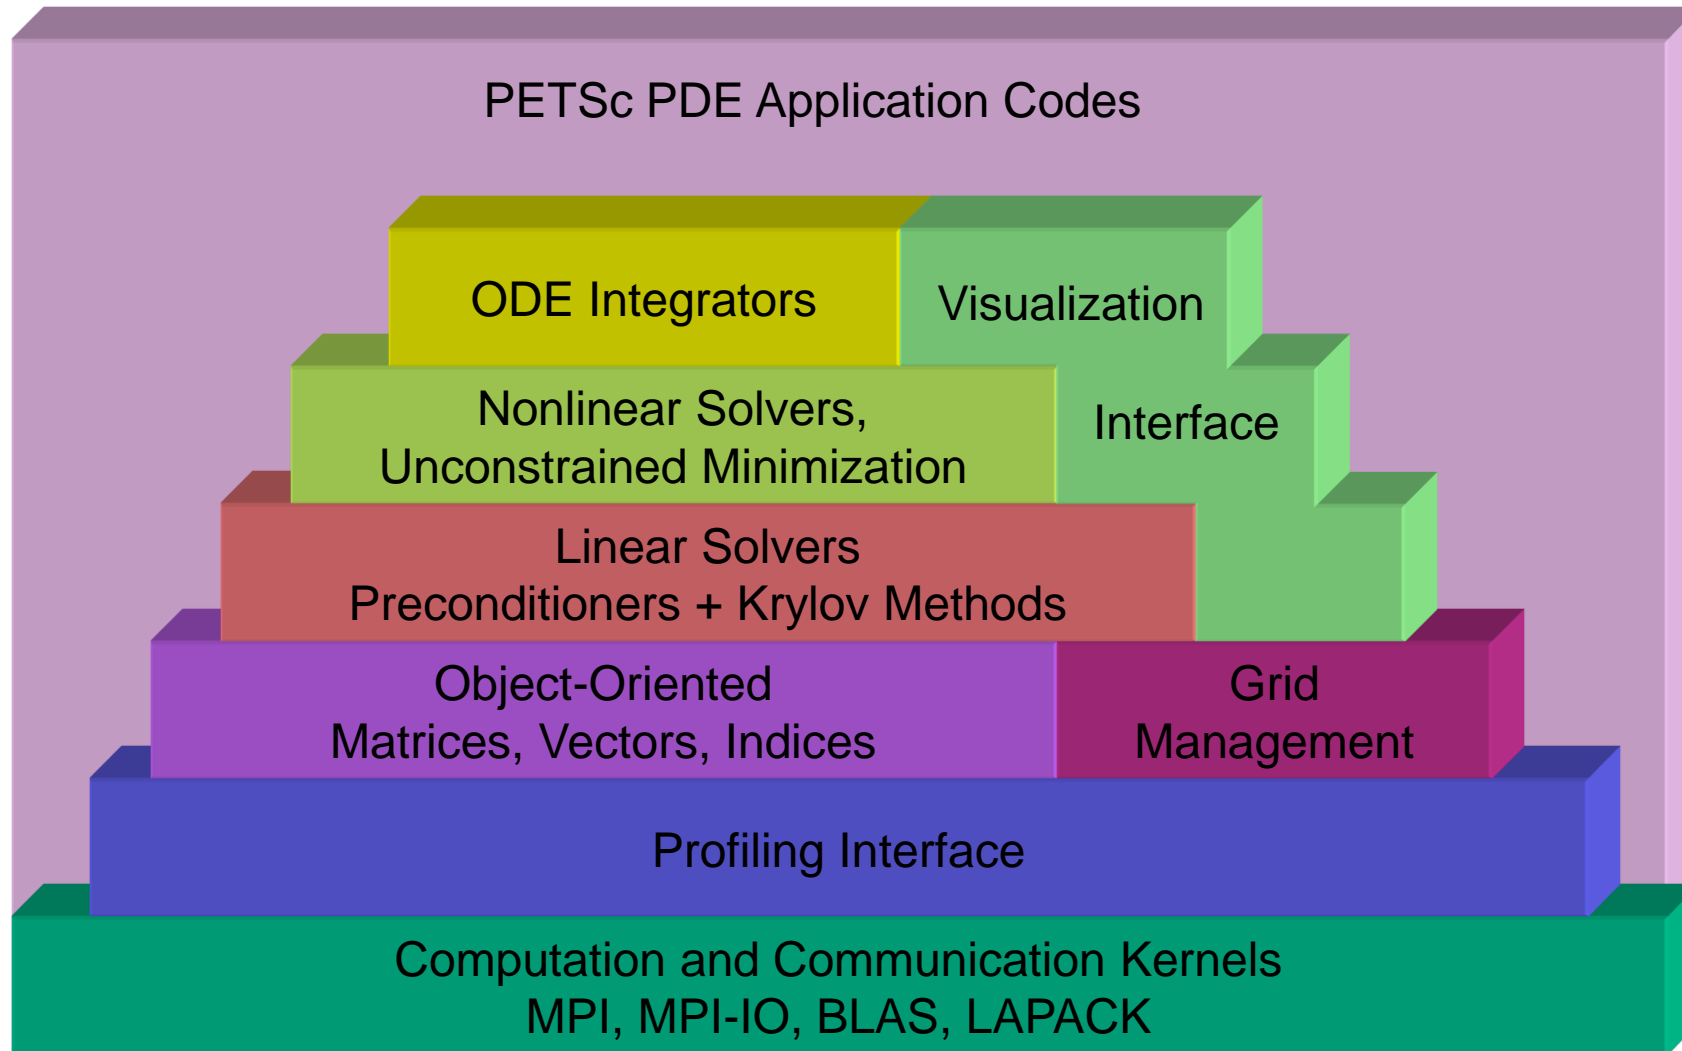 PETSc PDE Application Codes
ODE Integrators
Visualization
Nonlinear Solvers,
Unconstrained Minimization
Interface
Linear Solvers
Preconditioners + Krylov Methods
Object-Oriented
Matrices, Vectors, Indices
Grid
Management
Profiling Interface
Computation and Communication Kernels
MPI, MPI-IO, BLAS, LAPACK